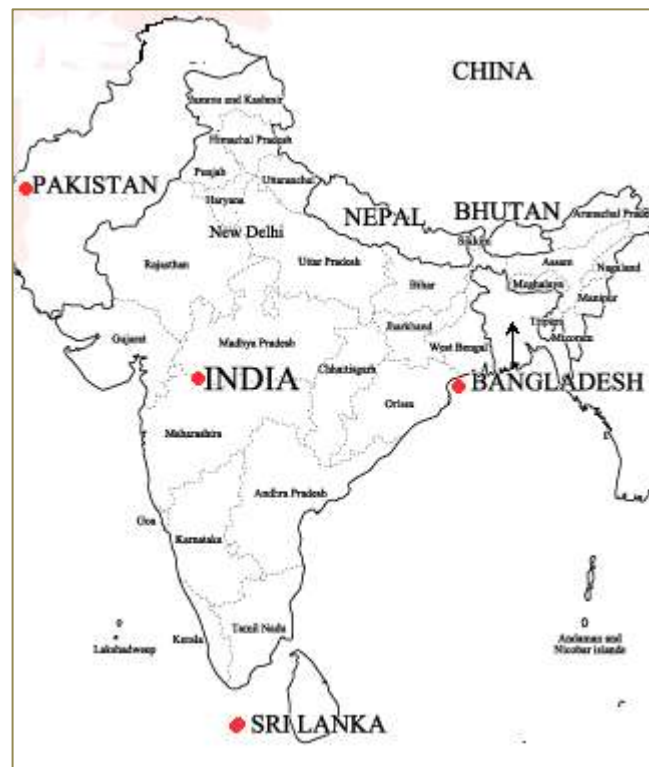 CHINA
Jammu and Kashmir
Himachal Pradesh
Punjab
Uttaranchal
PAKISTAN
Haryana
NEPAL
BHUTAN
Arunachal Prade
New Delhi
Sikkim
Rajasthan
Uttar Pradesh
Assam
Nagaland
Bihar
Meghalaya
Manipur
Jharkhand
Tripura
Gujarat
Madhya Pradesh
West Bengal
Mizoram
Chhattisgarh
INDIA
BANGLADESH
Orissa
Maharashtra
Andhra Pradesh
Goa
Karnataka
Tamil Nadu
Kerala
Lakshadweep
Andaman and
Nicobar islands
SRI LANKA